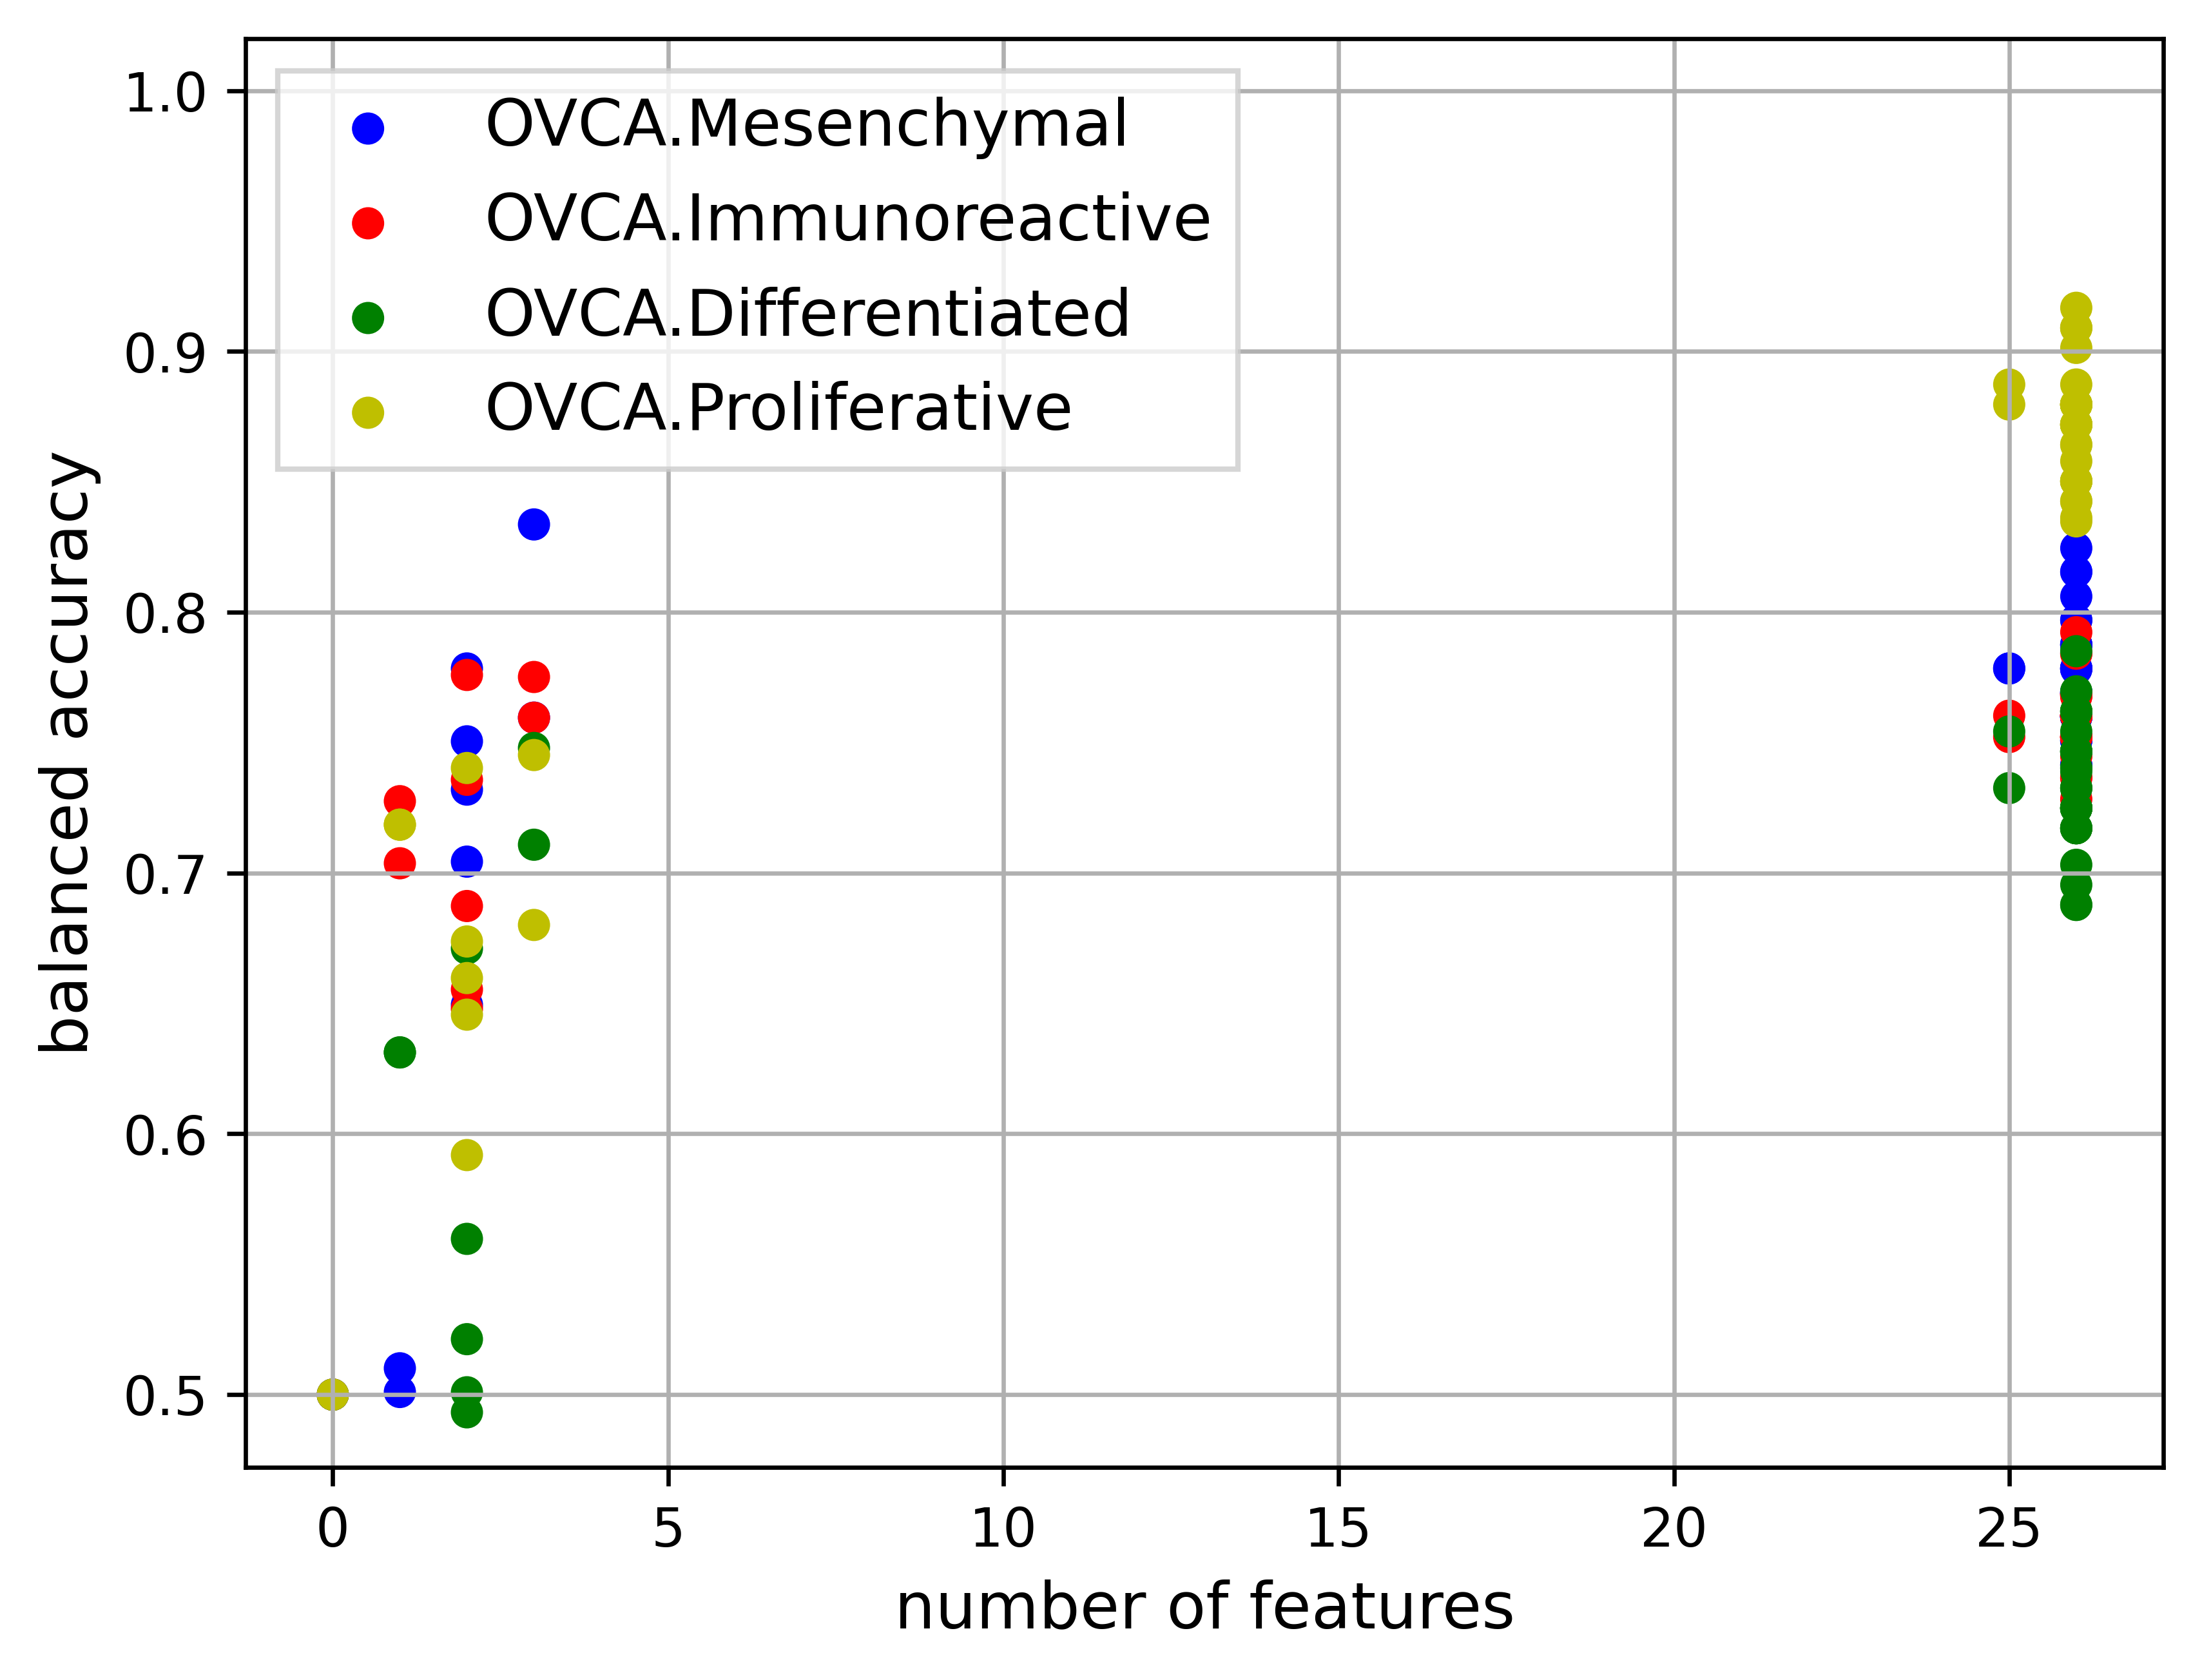 1.0
0.9
0.8
0.7
0.6
0.5
balanced accuracy
OVCA.Mesenchymal
OVCA.Immunoreactive
OVCA.Differentiated
OVCA.Proliferative
0 5 10 15 20 25
number of features